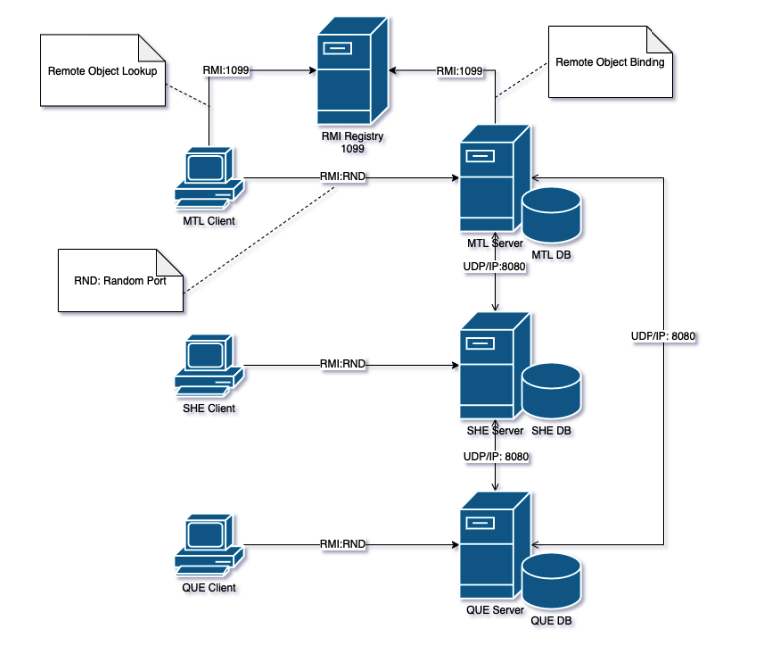 Remote Object Lookup
RMI:1099
RMI:1099
Remote Object Binding
RMI Registry
1099
MTL Client
RMI:RND
MTL Server
MTL DB
UDP/IP:8080
RND: Random Port
UDP/IP: 8080
SHE Client
RMI:RND
SHE Server
SHE DB
UDP/IP: 8080
QUE Client
RMI:RND
QUE Server
QUE DB